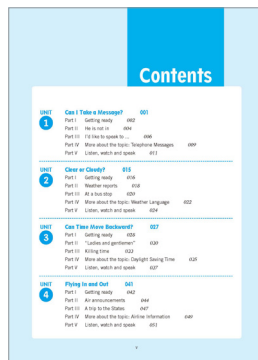 Contents
UNIT 1 Can I Take a Message? 001
Part I Getting ready 002
Part II He is not in 004
Part III I'd like to speak to ... 006
Part IV More about the topic: Telephone Messages 009
Part V Listen, watch and speak 011
UNIT 2 Clear or Cloudy? 015
Part I Getting ready 016
Part II Weather reports 018
Part III At a bus stop 020
Part IV More about the topic: Weather Language 022
Part V Listen, watch and speak 024
UNIT 3 Can Time Move Backward? 027
Part I Getting ready 028
Part II "Ladies and gentlemen" 030
Part III Killing time 033
Part IV More about the topic: Daylight Saving Time 035
Part V Listen, watch and speak 037
UNIT 4 Flying In and Out 041
Part I Getting ready 042
Part II Air announcements 044
Part III A trip to the States 047
Part IV More about the topic: Airline Information 049
Part V Listen, watch and speak 051